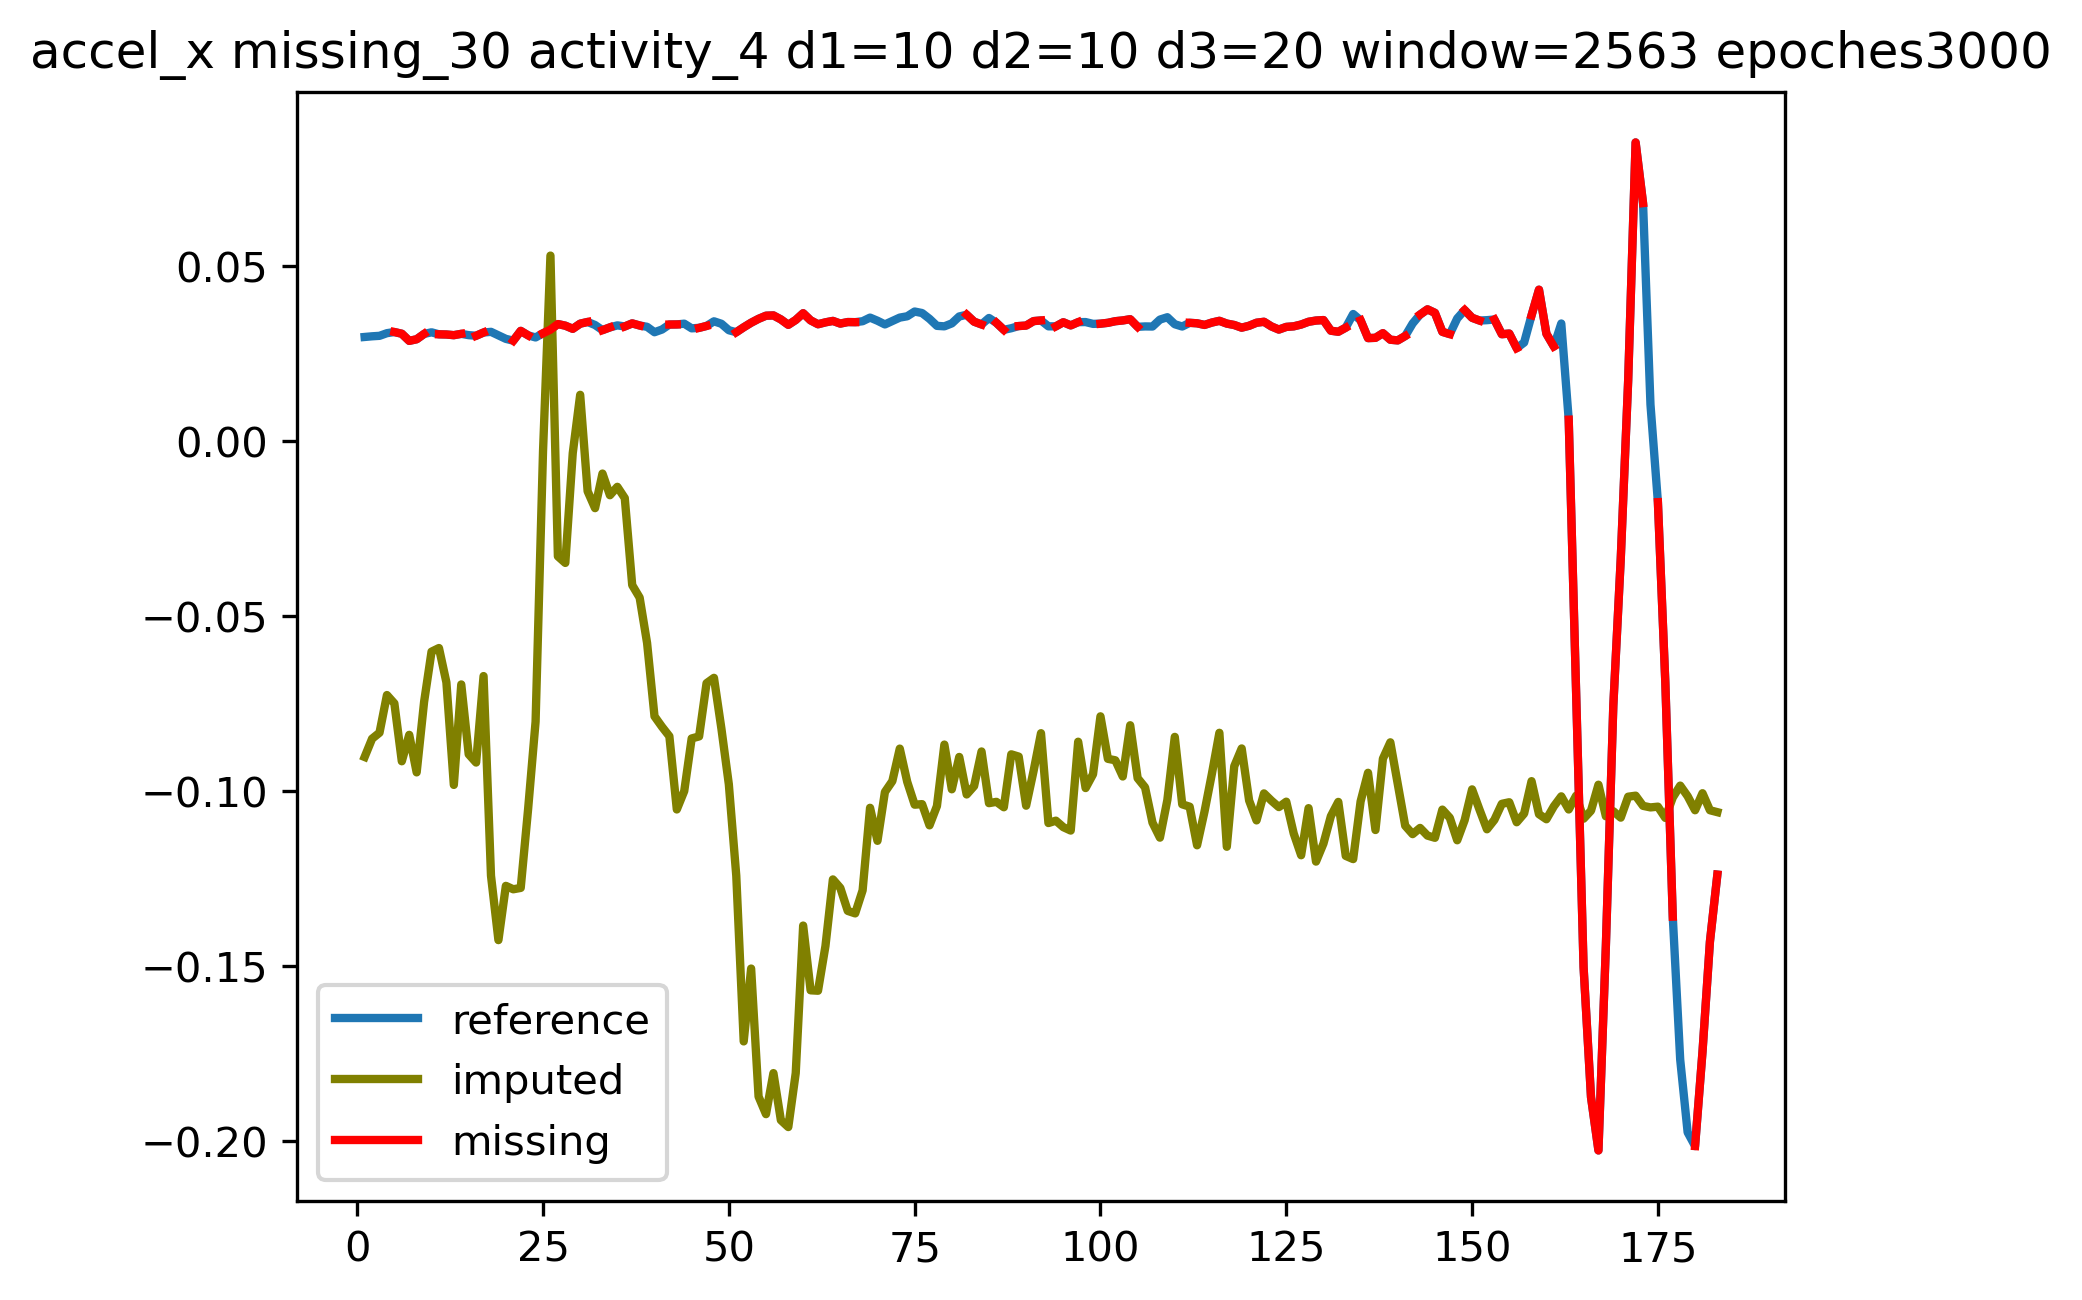 accel_x missing_30 activity_4 d1=10 d2=10 d3=20 window=2563 epoches3000
0.05
0.00
−0.05
−0.10
−0.15
−0.20
reference
imputed
missing
0 25 50 75 100 125 150 175